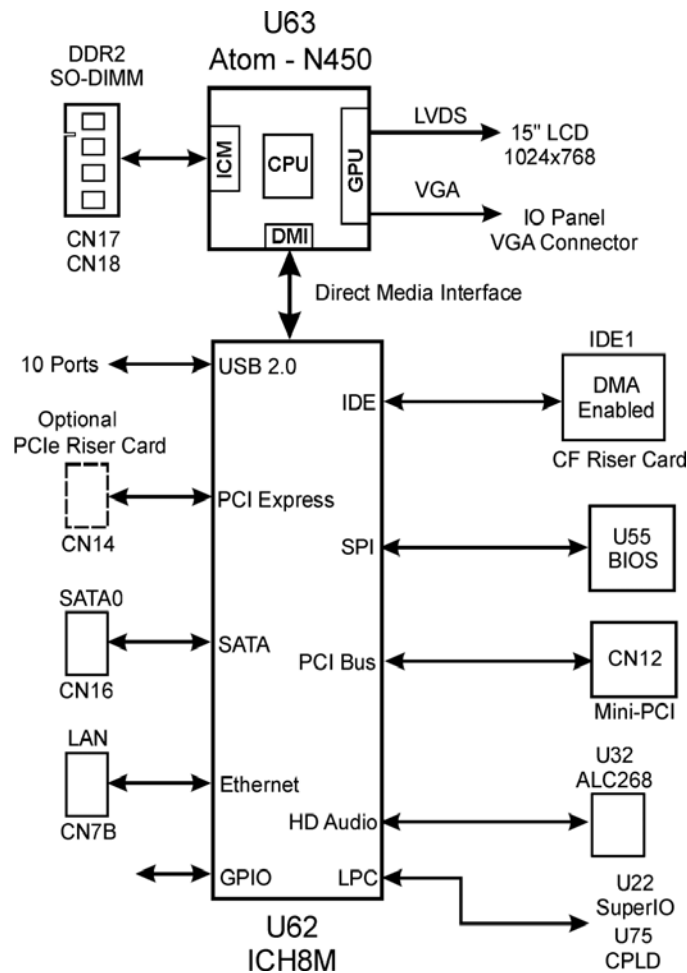 U63
Atom - N450
DDR2
SO-DIMM
CN17
CN18
ICM
CPU
GPU
DMI
LVDS
15" LCD
1024x768
VGA
IO Panel
VGA Connector
Direct Media Interface
10 Ports
USB 2.0
Optional
PCIe Riser Card
PCI Express
CN14
SATA0
SATA
CN16
LAN
Ethernet
CN7B
GPIO
IDE
IDE1
DMA
Enabled
CF Riser Card
SPI
U55
BIOS
PCI Bus
CN12
Mini-PCI
U32
ALC268
HD Audio
LPC
U22
SuperIO
U75
CPLD
U62
ICH8M